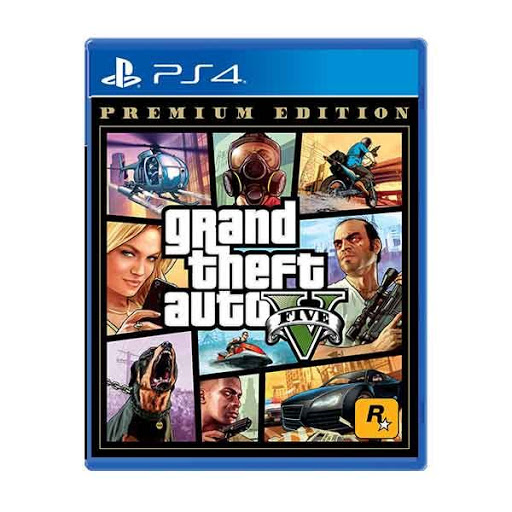 PS4
PREMIUM EDITION
grand
theft
auto
V
FIVE
R